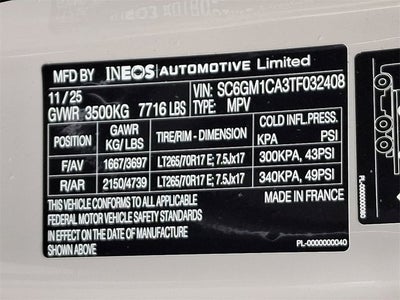 MFD BY INEOS AUTOMOTIVE Limited
11/25 VIN: SC6GM1CA3TF032408
GVWR 3500KG 7716 LBS TYPE: MPV
POSITION GAWR KG/LBS TIRE/RIM - DIMENSION COLD INFL.PRESS. KPA PSI
F/AV 1667/3697 LT265/70R17 E; 7.5Jx17 300KPA, 43PSI
R/AR 2150/4739 LT265/70R17 E; 7.5Jx17 340KPA, 49PSI
THIS VEHICLE CONFORMS TO ALL APPLICABLE MADE IN FRANCE
FEDERAL MOTOR VEHICLE SAFETY STANDARDS
IN EFFECT ON THE DATE OF MANUFACTURE
SHOWN ABOVE PL-0000000040